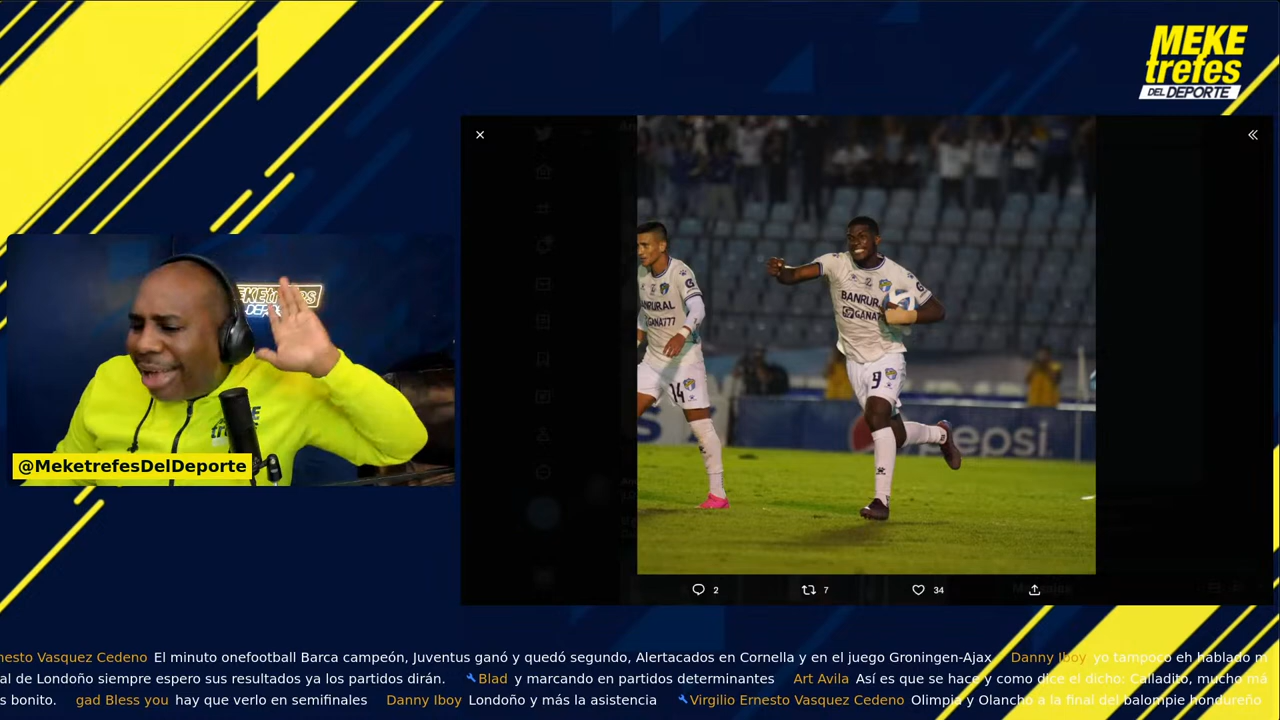 MEKE
trefes
DEL DEPORTE
BANRURAL
GANA777
14
9
pepsi
@MeketrefesDelDeporte
2
7
34
nesto Vasquez Cedeno El minuto onefootball Barca campeón, Juventus ganó y quedó segundo, Alertacados en Cornella y en el juego Groningen-Ajax Danny Iboy yo tampoco eh hablado m
al de Londoño siempre espero sus resultados ya los partidos dirán. Blad y marcando en partidos determinantes Art Avila Así es que se hace y como dice el dicho: Calladito, mucho má
s bonito. gad Bless you hay que verlo en semifinales Danny Iboy Londoño y más la asistencia Virgilio Ernesto Vasquez Cedeno Olimpia y Olancho a la final del balompie hondureño